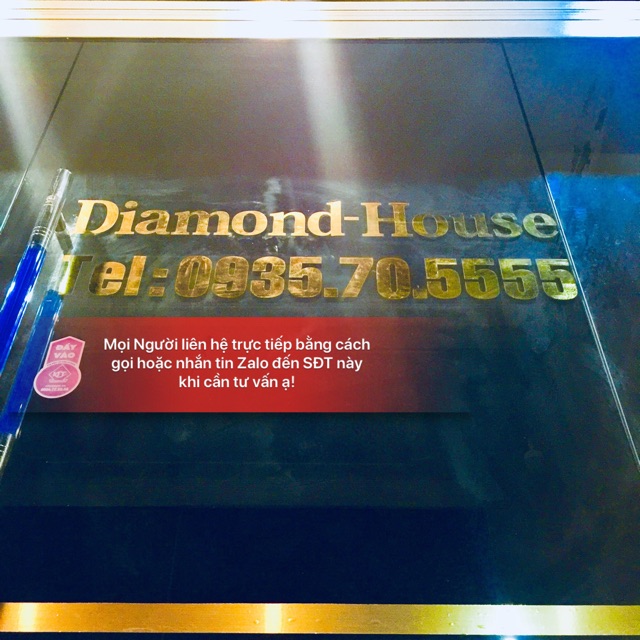 Diamond-House
Tel:0935.70.5555
Mọi Người liên hệ trực tiếp bằng cách
gọi hoặc nhắn tin Zalo đến SĐT này
khi cần tư vấn ạ!
ĐẨY
VÀO